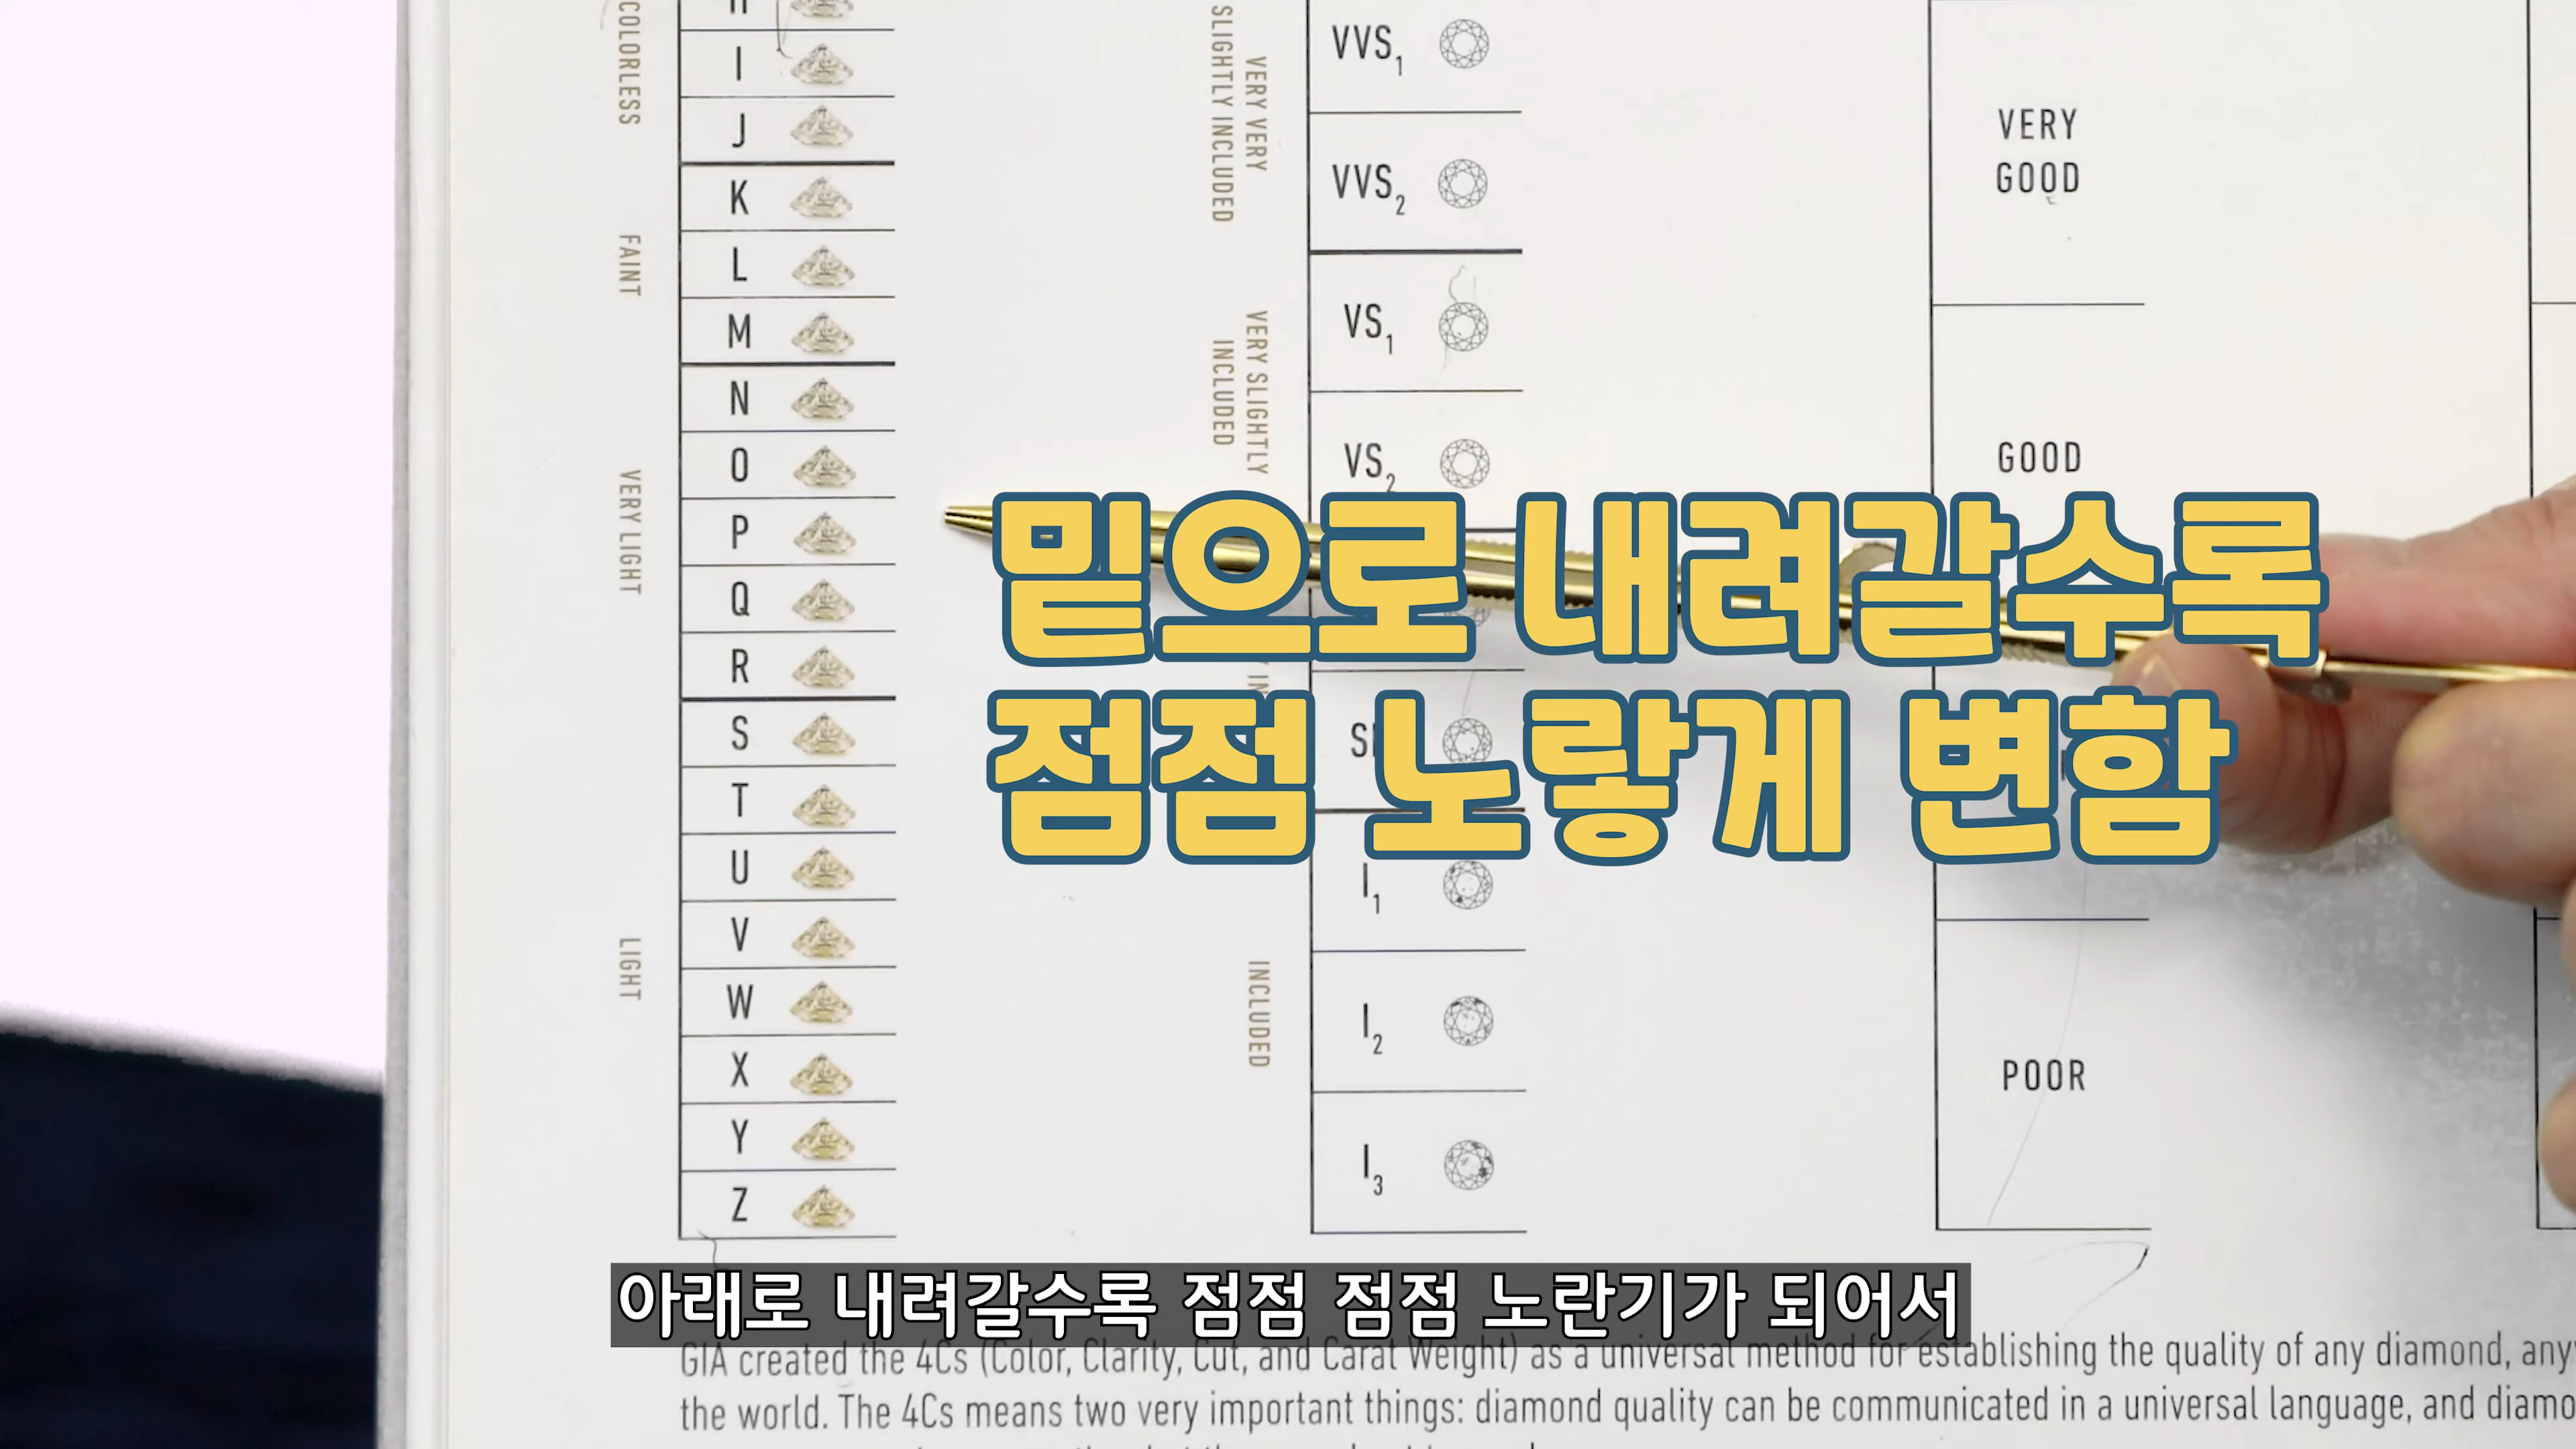 COLORLESS
FAINT
VERY LIGHT
LIGHT
I
J
K
L
M
N
O
P
Q
R
S
T
U
V
W
X
Y
Z
VERY VERY
SLIGHTLY INCLUDED
VERY SLIGHTLY
INCLUDED
INCLUDED
VVS1
VVS2
VS1
VS2
I1
I2
I3
VERY
GOOD
GOOD
POOR
밑으로 내려갈수록
점점 노랗게 변함
아래로 내려갈수록 점점 점점 노란기가 되어서
GIA created the 4Cs (Color, Clarity, Cut, and Carat Weight) as a universal method for establishing the quality of any diamond,
the world. The 4Cs means two very important things: diamond quality can be communicated in a universal language, and